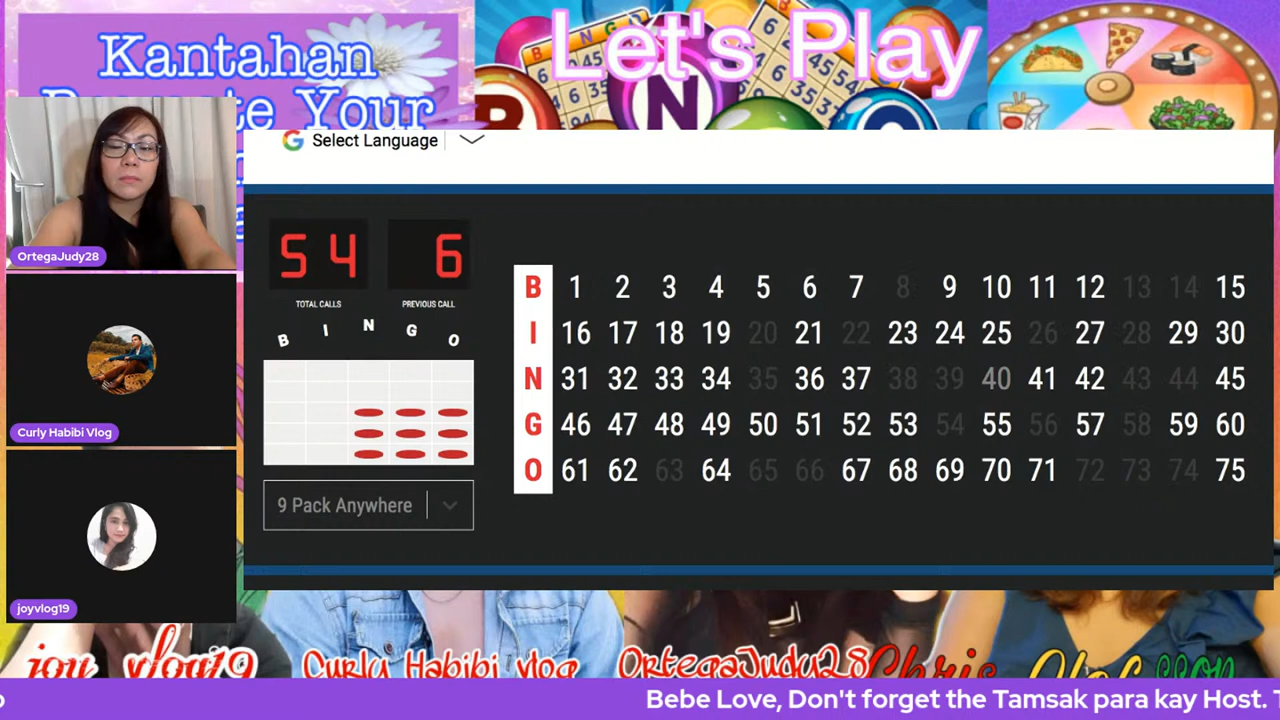 Kantahan
Let's Play
Promote Your
Select Language
OrtegaJudy28
54
6
TOTAL CALLS
PREVIOUS CALL
B I N G O
9 Pack Anywhere
B 1 2 3 4 5 6 7 8 9 10 11 12 13 14 15
I 16 17 18 19 20 21 22 23 24 25 26 27 28 29 30
N 31 32 33 34 35 36 37 38 39 40 41 42 43 44 45
G 46 47 48 49 50 51 52 53 54 55 56 57 58 59 60
O 61 62 63 64 65 66 67 68 69 70 71 72 73 74 75
Curly Habibi Vlog
joyvlog19
joy vlog19
Curly Habibi vlog
OrtegaJudy28
Chris
Bebe Love, Don't forget the Tamsak para kay Host.